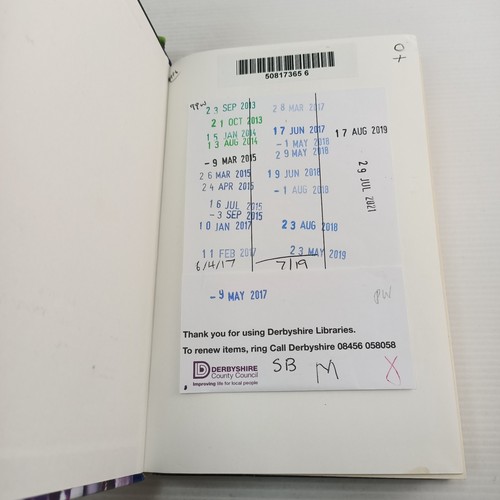 50817365 6
23 SEP 2013
21 OCT 2013
15 JAN 2014
13 AUG 2014
-9 MAR 2015
26 MAR 2015
24 APR 2015
16 JUL 2015
-3 SEP 2015
10 JAN 2017
11 FEB 2017
6/4/17
28 MAR 2017
17 JUN 2017
-1 MAY 2018
29 MAY 2018
19 JUN 2018
-1 AUG 2018
23 AUG 2018
23 MAY 2019
7/19
17 AUG 2019
29 JUL 2021
-9 MAY 2017
PW
Thank you for using Derbyshire Libraries.
To renew items, ring Call Derbyshire 08456 058058
DERBYSHIRE
County Council
Improving life for local people
SB M X